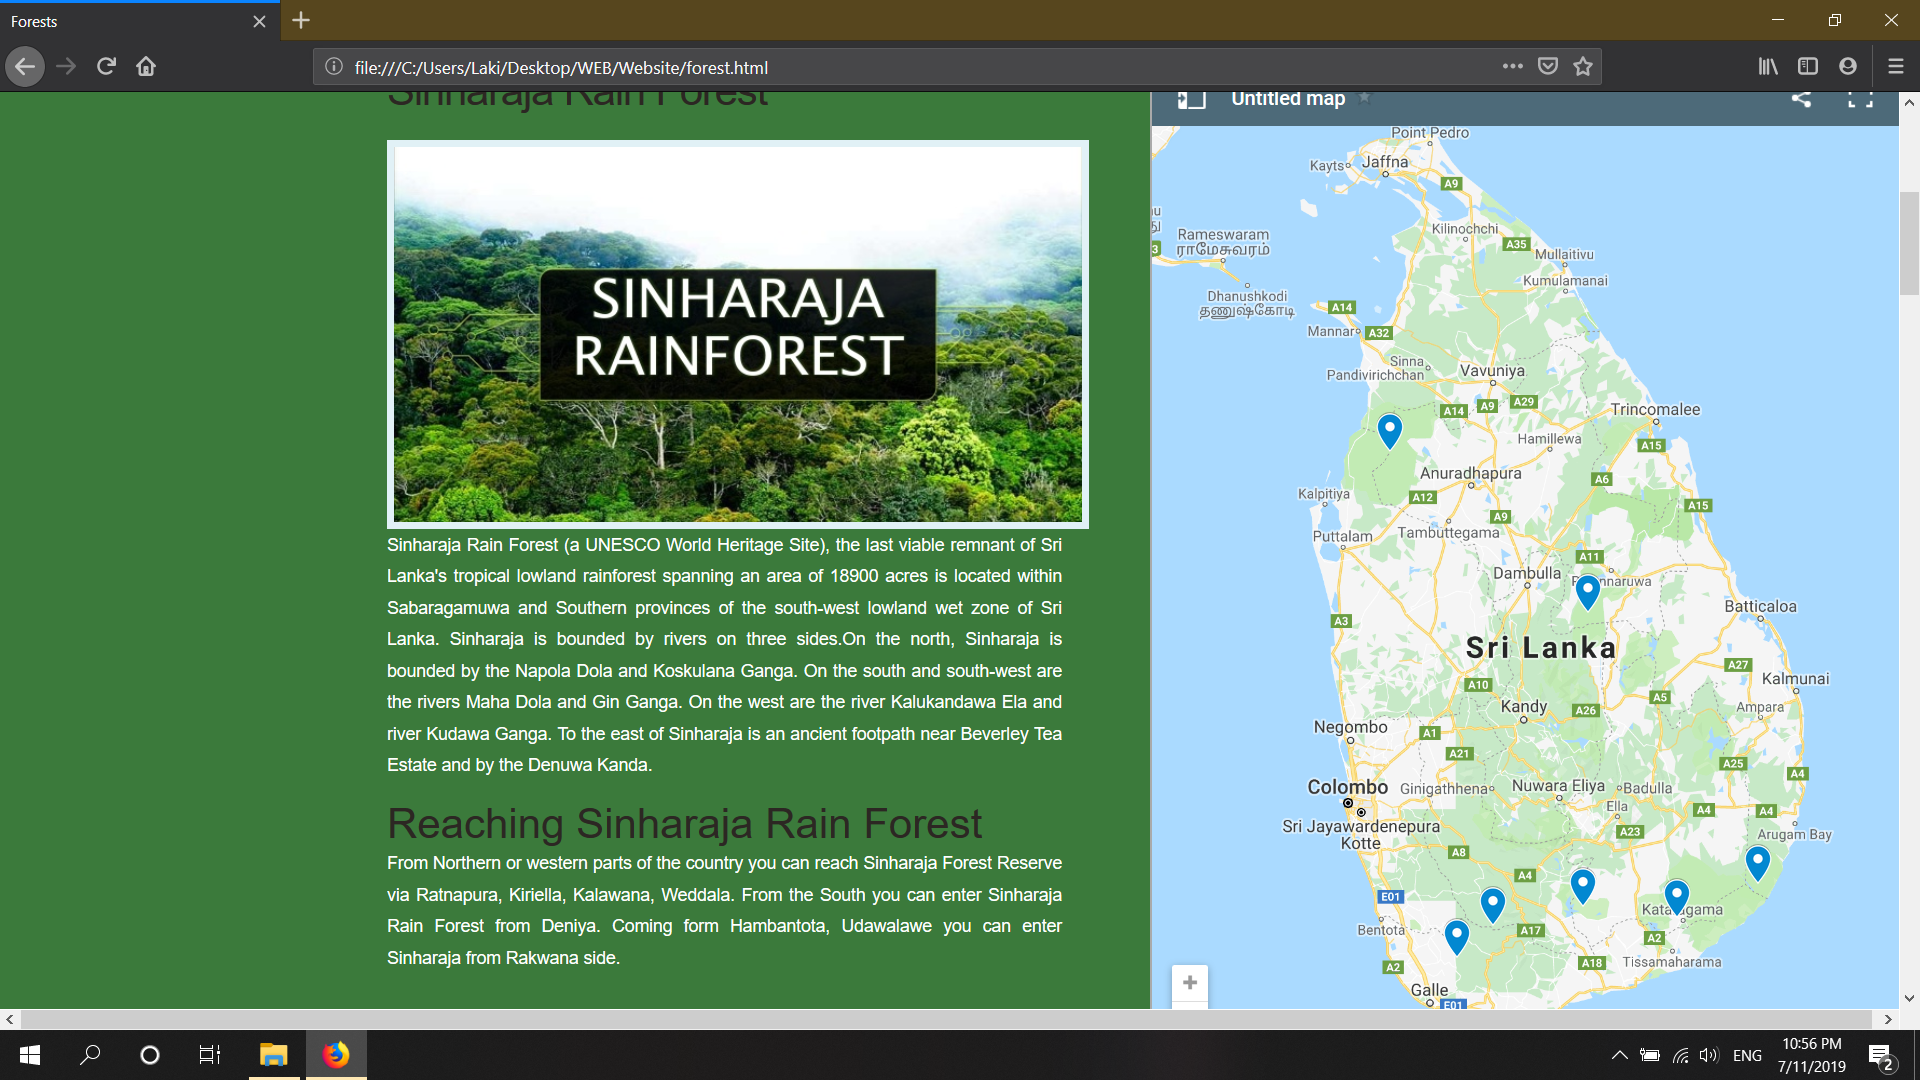 Forests
file:///C:/Users/Laki/Desktop/WEB/Website/forest.html
Sinharaja Rain Forest
SINHARAJA
RAINFOREST
Sinharaja Rain Forest (a UNESCO World Heritage Site), the last viable remnant of Sri
Lanka's tropical lowland rainforest spanning an area of 18900 acres is located within
Sabaragamuwa and Southern provinces of the south-west lowland wet zone of Sri
Lanka. Sinharaja is bounded by rivers on three sides.On the north, Sinharaja is
bounded by the Napola Dola and Koskulana Ganga. On the south and south-west are
the rivers Maha Dola and Gin Ganga. On the west are the river Kalukandawa Ela and
river Kudawa Ganga. To the east of Sinharaja is an ancient footpath near Beverley Tea
Estate and by the Denuwa Kanda.
Reaching Sinharaja Rain Forest
From Northern or western parts of the country you can reach Sinharaja Forest Reserve
via Ratnapura, Kiriella, Kalawana, Weddala. From the South you can enter Sinharaja
Rain Forest from Deniya. Coming form Hambantota, Udawalawe you can enter
Sinharaja from Rakwana side.
Untitled map
Point Pedro
Kayts
Jaffna
A9
Rameswaram
ராமேசுவரம்
Kilinochchi
A35
Mullaitivu
Kumulamanai
Dhanushkodi
தனுஷ்கோடி
A14
Mannar
A32
Sinna
Pandivirichchan
Vavuniya
A14
A9
A29
Trincomalee
Hamillewa
A15
Anuradhapura
A6
Kalpitiya
A12
A15
A9
Puttalam
Tambuttegama
A11
Dambulla
A3
Batticaloa
Sri Lanka
A27
Kalmunai
A10
A5
Kandy
A26
Ampara
Negombo
A1
A21
A25
A4
Colombo
Ginigathhena
Nuwara Eliya
Badulla
Ella
A4
A4
Sri Jayawardenepura
Kotte
A23
Arugam Bay
A8
A4
E01
Bentota
A17
A2
A2
A18
Tissamaharama
Galle
E01
ENG
10:56 PM
7/11/2019
2